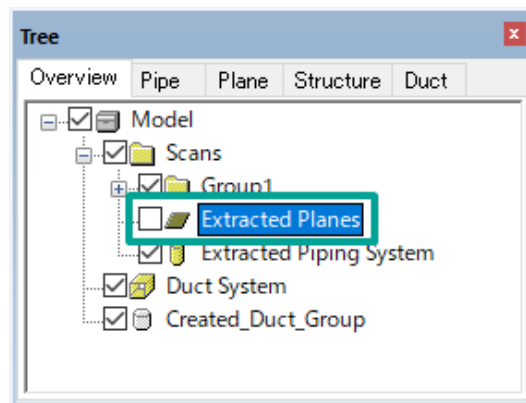 Tree
Overview Pipe Plane Structure Duct
Model
Scans
Group1
Extracted Planes
Extracted Piping System
Duct System
Created_Duct_Group